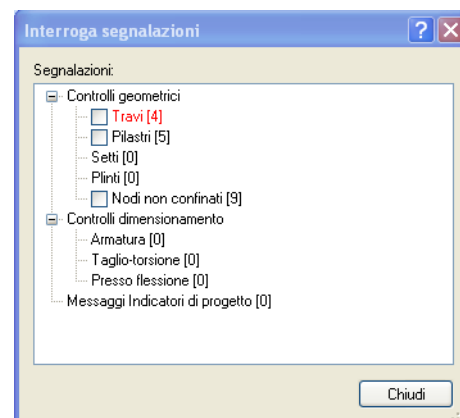 Interroga segnalazioni
Segnalazioni:
Controlli geometrici
Travi [4]
Pilastri [5]
Setti [0]
Plinti [0]
Nodi non confinati [9]
Controlli dimensionamento
Armatura [0]
Taglio-torsione [0]
Presso flessione [0]
Messaggi Indicatori di progetto [0]
Chiudi